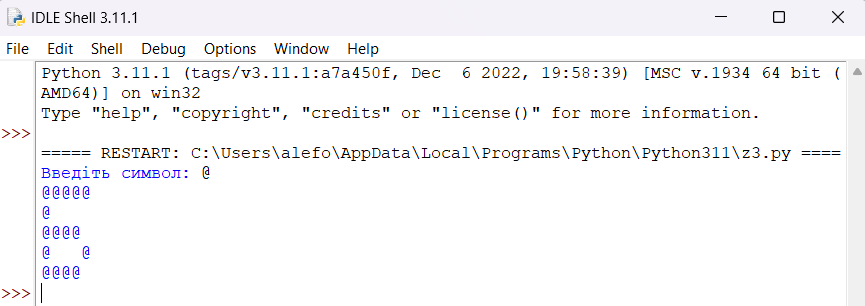 IDLE Shell 3.11.1
File Edit Shell Debug Options Window Help
Python 3.11.1 (tags/v3.11.1:a7a450f, Dec  6 2022, 19:58:39) [MSC v.1934 64 bit (
AMD64)] on win32
Type "help", "copyright", "credits" or "license()" for more information.
>>>
===== RESTART: C:\Users\alefo\AppData\Local\Programs\Python\Python311\z3.py ====
Введіть символ: @
@@@@@
@
@@@@
@   @
@@@@
>>>